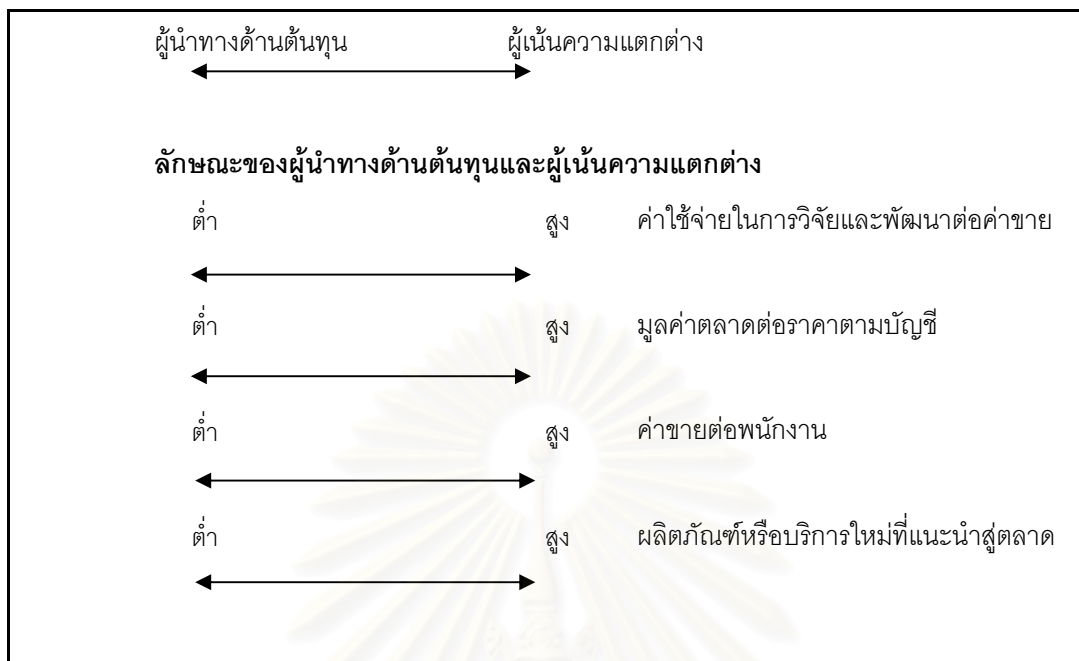 ผู้นำทางด้านต้นทุน ผู้เน้นความแตกต่าง
ลักษณะของผู้นำทางด้านต้นทุนและผู้เน้นความแตกต่าง
ต่ำ สูง ค่าใช้จ่ายในการวิจัยและพัฒนาต่อค่าขาย
ต่ำ สูง มูลค่าตลาดต่อราคาตามบัญชี
ต่ำ สูง ค่าขายต่อพนักงาน
ต่ำ สูง ผลิตภัณฑ์หรือบริการใหม่ที่แนะนำสู่ตลาด